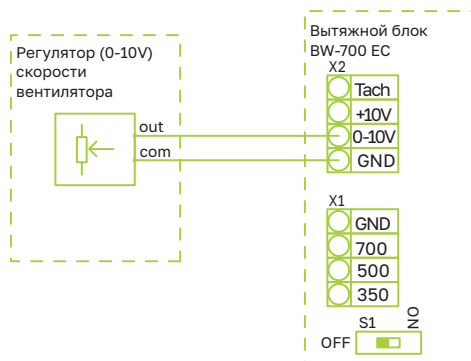 Регулятор (0-10V)
скорости
вентилятора
out
com
Вытяжной блок
BW-700 EC
X2
Tach
+10V
0-10V
GND
X1
GND
700
500
350
S1
OFF
NO